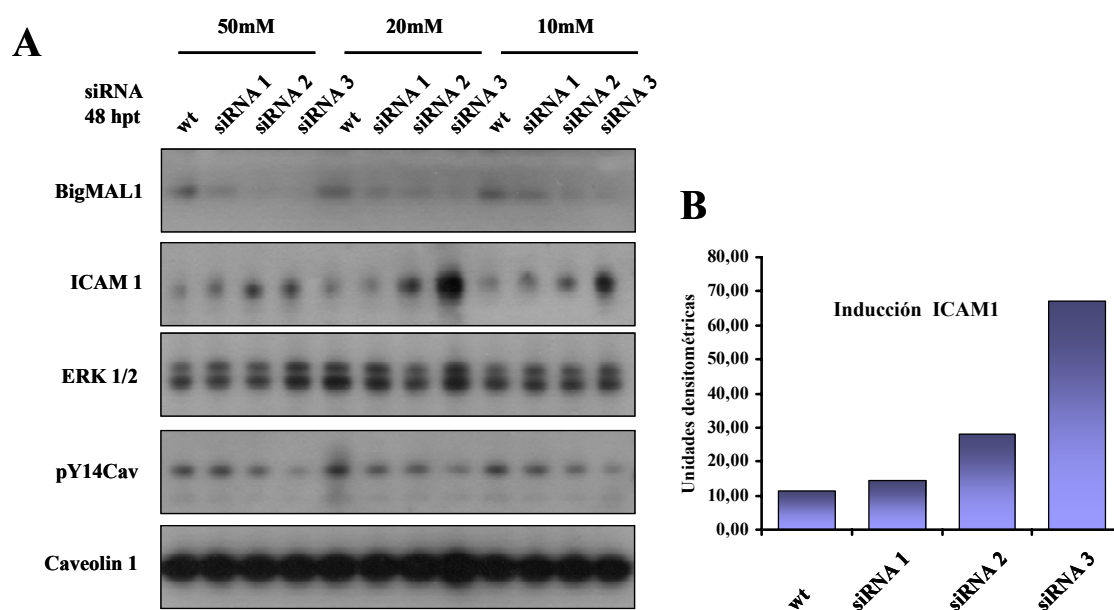 A
50mM 20mM 10mM
siRNA
48 hpt
wt siRNA 1 siRNA 2 siRNA 3 wt siRNA 1 siRNA 2 siRNA 3 wt siRNA 1 siRNA 2 siRNA 3
BigMAL1
ICAM 1
ERK 1/2
pY14Cav
Caveolin 1
B
Inducción ICAM1
Unidades densitométricas
80,00
70,00
60,00
50,00
40,00
30,00
20,00
10,00
0,00
wt siRNA 1 siRNA 2 siRNA 3